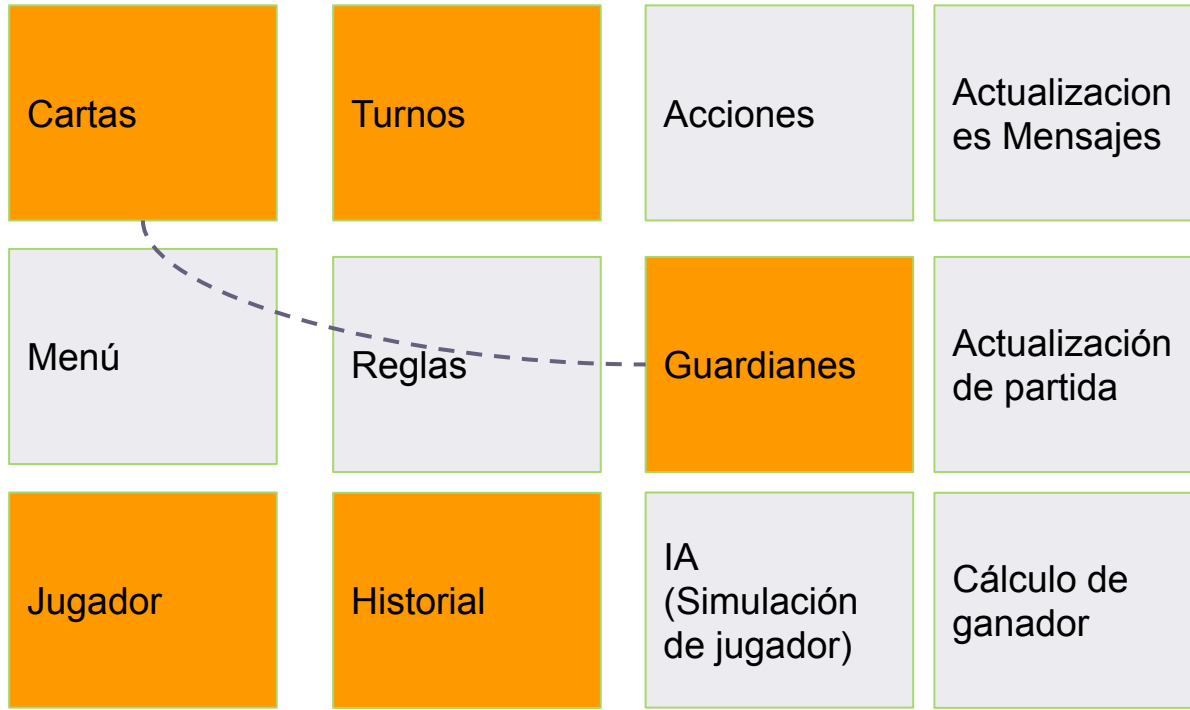 Cartas
Turnos
Acciones
Actualizacion
es Mensajes
Menú
Reglas
Guardianes
Actualización
de partida
Jugador
Historial
IA
(Simulación
de jugador)
Cálculo de
ganador